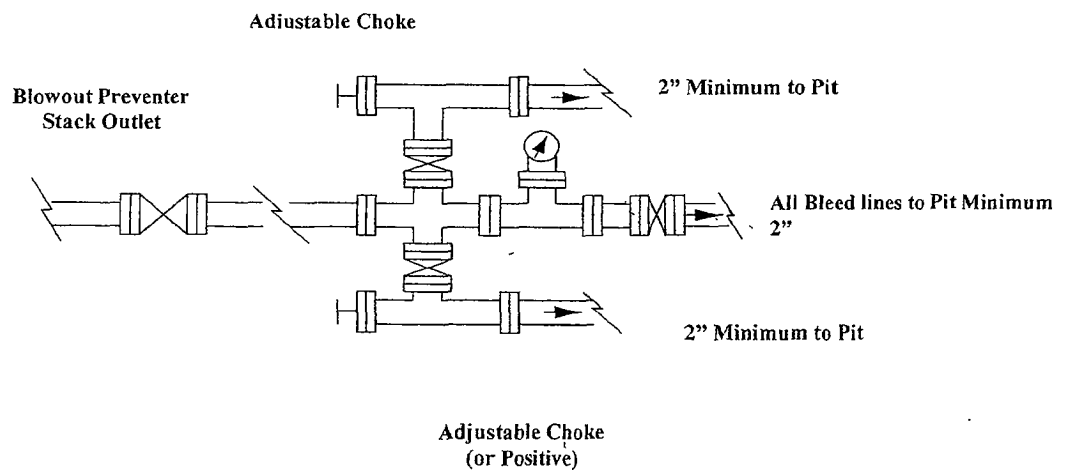 Adjustable Choke
2” Minimum to Pit
Blowout Preventer
Stack Outlet
All Bleed lines to Pit Minimum
2”
2” Minimum to Pit
Adjustable Choke
(or Positive)